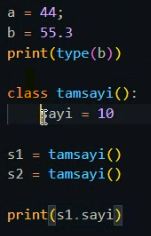 a = 44;
b = 55.3
print(type(b))
class tamsayi():
sayi = 10
s1 = tamsayi()
s2 = tamsayi()
print(s1.sayi)